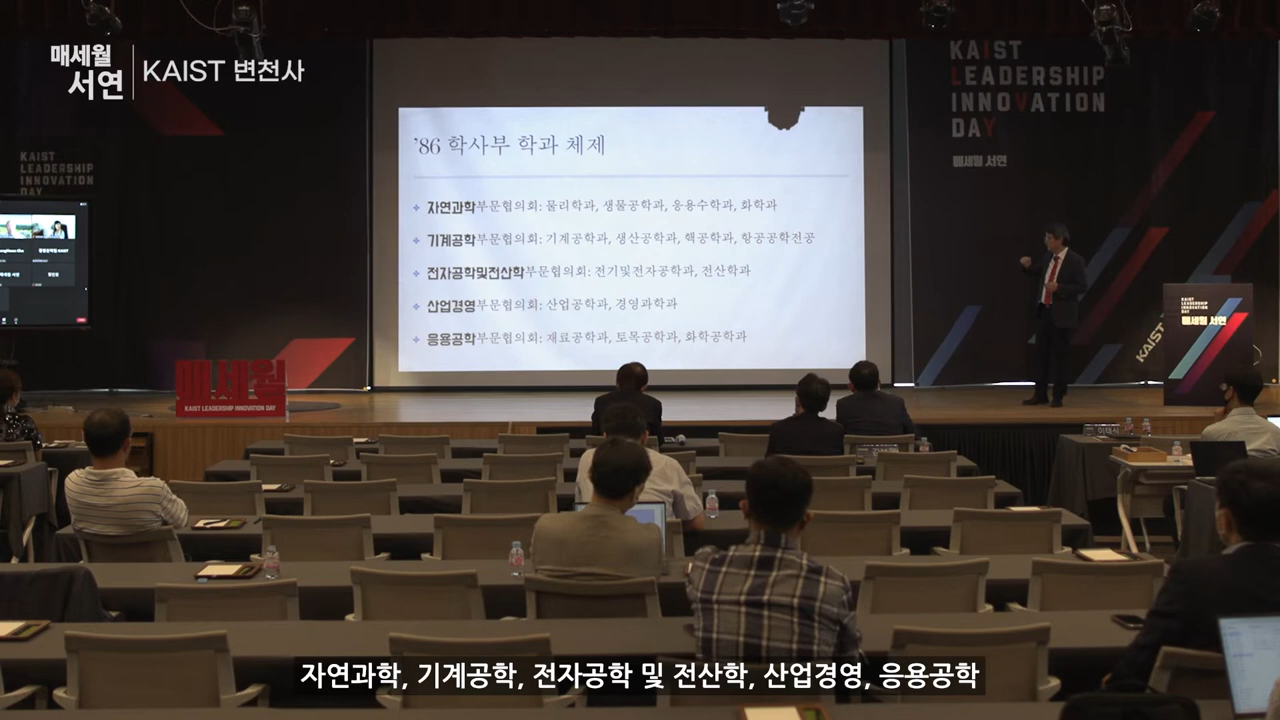 매세월
서연
KAIST 변천사
KAIST
LEADERSHIP
INNOVATION
DAY
매세월 서연
KAIST
LEADERSHIP
INNOVATION
DAY
'86 학사부 학과 체제
자연과학부문협의회: 물리학과, 생물공학과, 응용수학과, 화학과
기계공학부문협의회: 기계공학과, 생산공학과, 핵공학과, 항공공학전공
전자공학및전산학부문협의회: 전기및전자공학과, 전산학과
산업경영부문협의회: 산업공학과, 경영과학과
응용공학부문협의회: 재료공학과, 토목공학과, 화학공학과
KAIST
LEADERSHIP
INNOVATION
DAY
매세월 서연
KAIST
매세월
KAIST LEADERSHIP INNOVATION DAY
이태식
자연과학, 기계공학, 전자공학 및 전산학, 산업경영, 응용공학